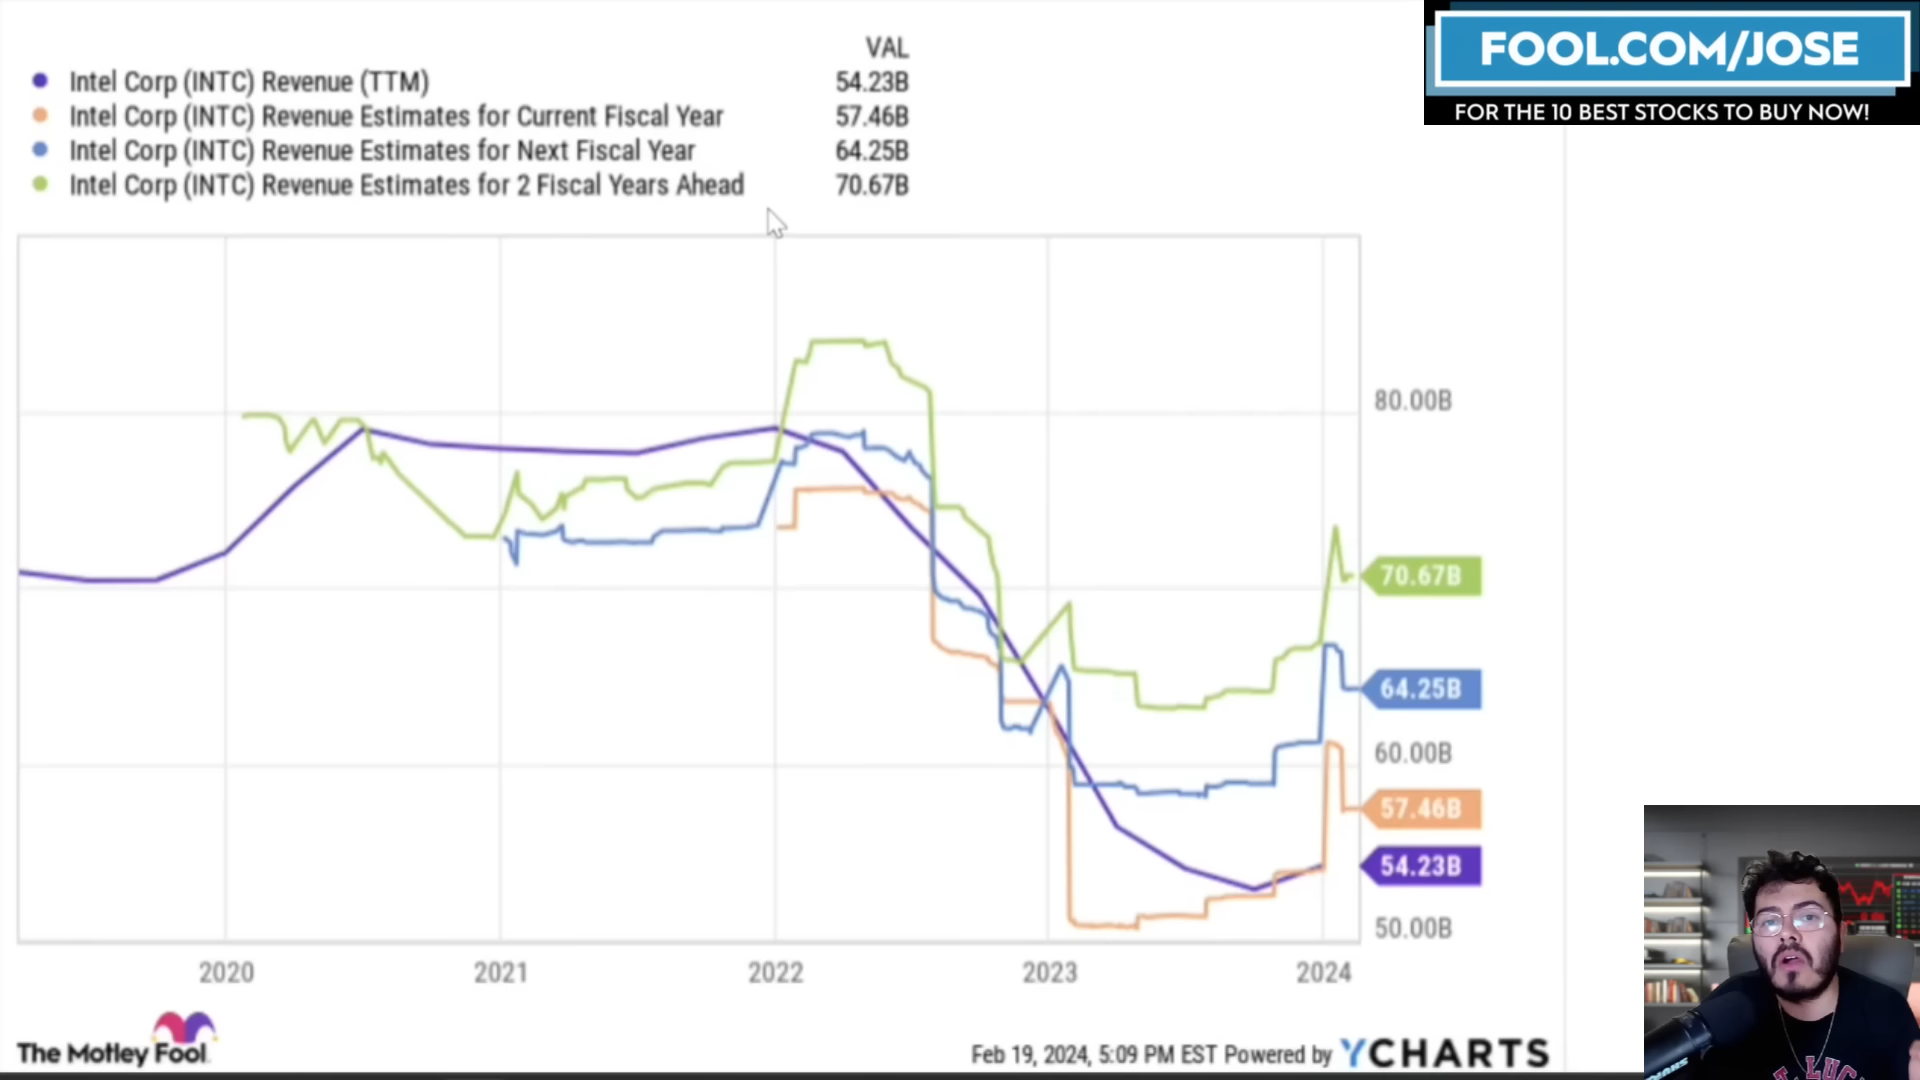 VAL
Intel Corp (INTC) Revenue (TTM) 54.23B
Intel Corp (INTC) Revenue Estimates for Current Fiscal Year 57.46B
Intel Corp (INTC) Revenue Estimates for Next Fiscal Year 64.25B
Intel Corp (INTC) Revenue Estimates for 2 Fiscal Years Ahead 70.67B
FOOL.COM/JOSE
FOR THE 10 BEST STOCKS TO BUY NOW!
80.00B
70.67B
64.25B
60.00B
57.46B
54.23B
50.00B
2020 2021 2022 2023 2024
The Motley Fool
Feb 19, 2024, 5:09 PM EST Powered by YCHARTS